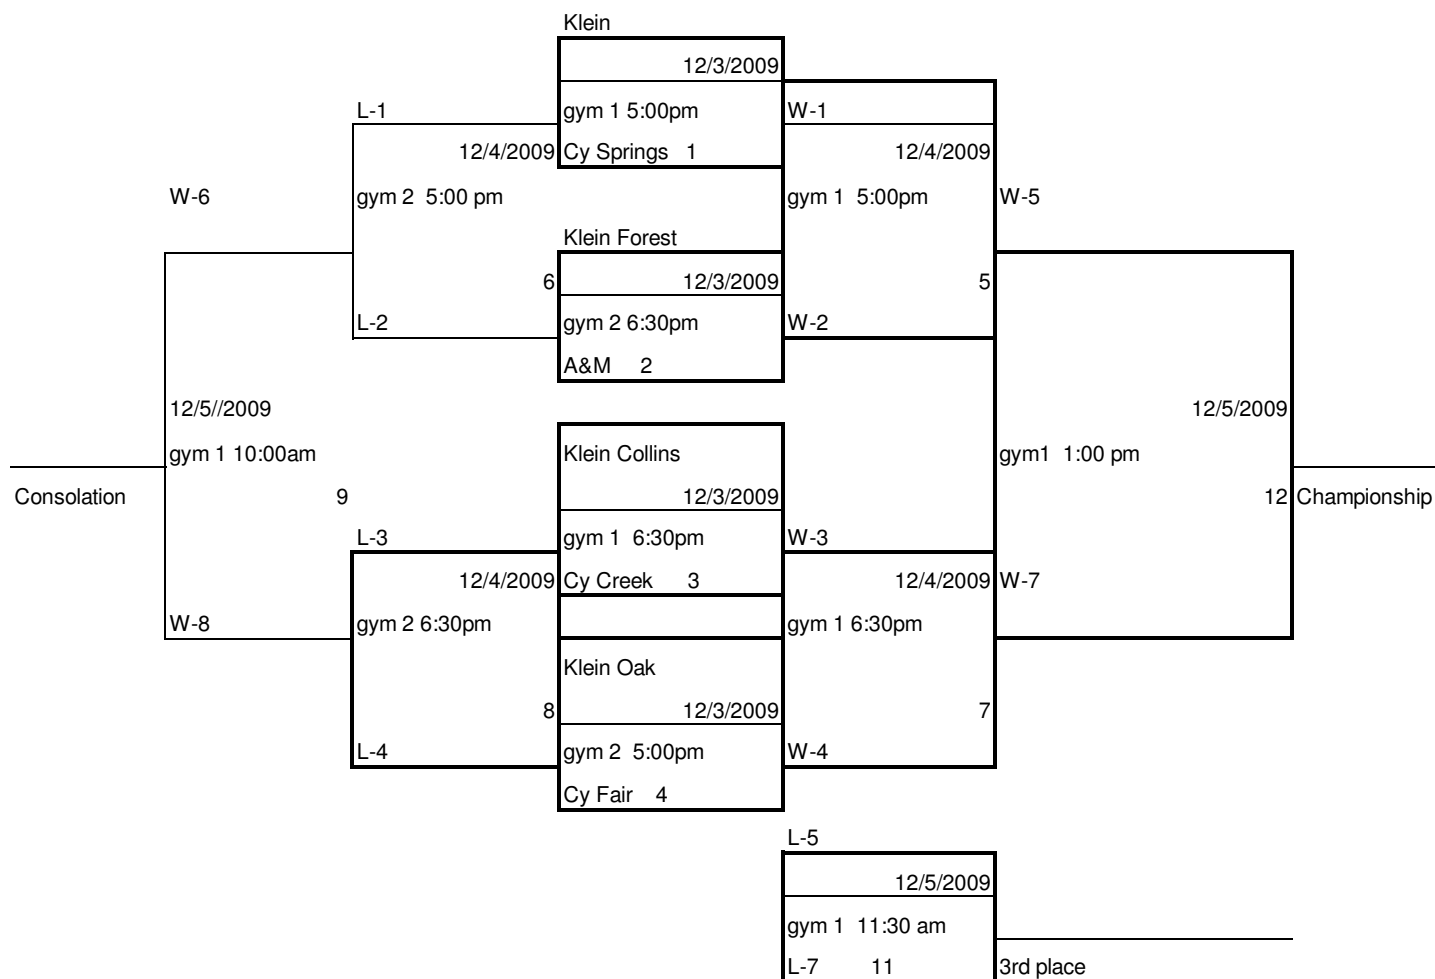 Klein
12/3/2009
L-1
gym 1 5:00pm
W-1
12/4/2009
Cy Springs 1
12/4/2009
W-6
gym 2 5:00 pm
gym 1 5:00pm
W-5
Klein Forest
6
12/3/2009
5
L-2
gym 2 6:30pm
W-2
A&M 2
12/5//2009
12/5/2009
gym 1 10:00am
Klein Collins
gym1 1:00 pm
Consolation
9
12/3/2009
12
Championship
L-3
gym 1 6:30pm
W-3
12/4/2009
Cy Creek 3
12/4/2009
W-7
W-8
gym 2 6:30pm
gym 1 6:30pm
Klein Oak
8
12/3/2009
7
L-4
gym 2 5:00pm
W-4
Cy Fair 4
L-5
12/5/2009
gym 1 11:30 am
L-7 11
3rd place